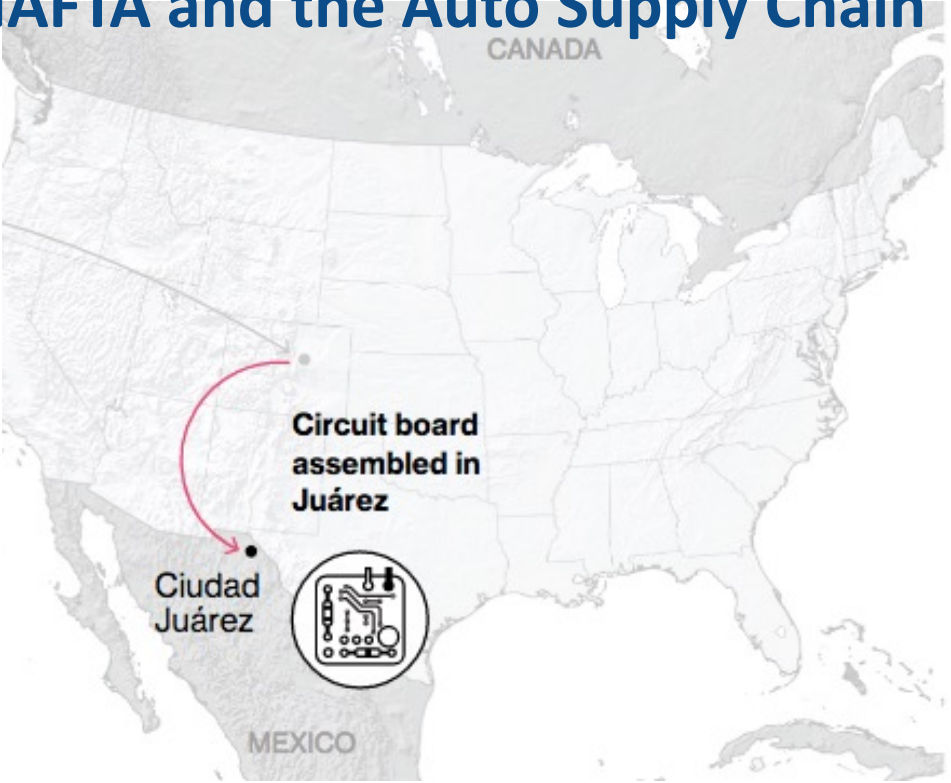 AFTA and the Auto Supply Chain
CANADA
Circuit board
assembled in
Juárez
Ciudad
Juárez
MEXICO